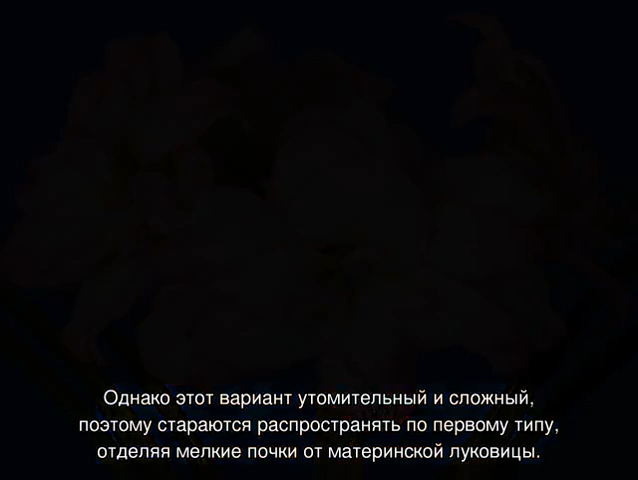 Однако этот вариант утомительный и сложный,
поэтому стараются распространять по первому типу,
отделяя мелкие почки от материнской луковицы.